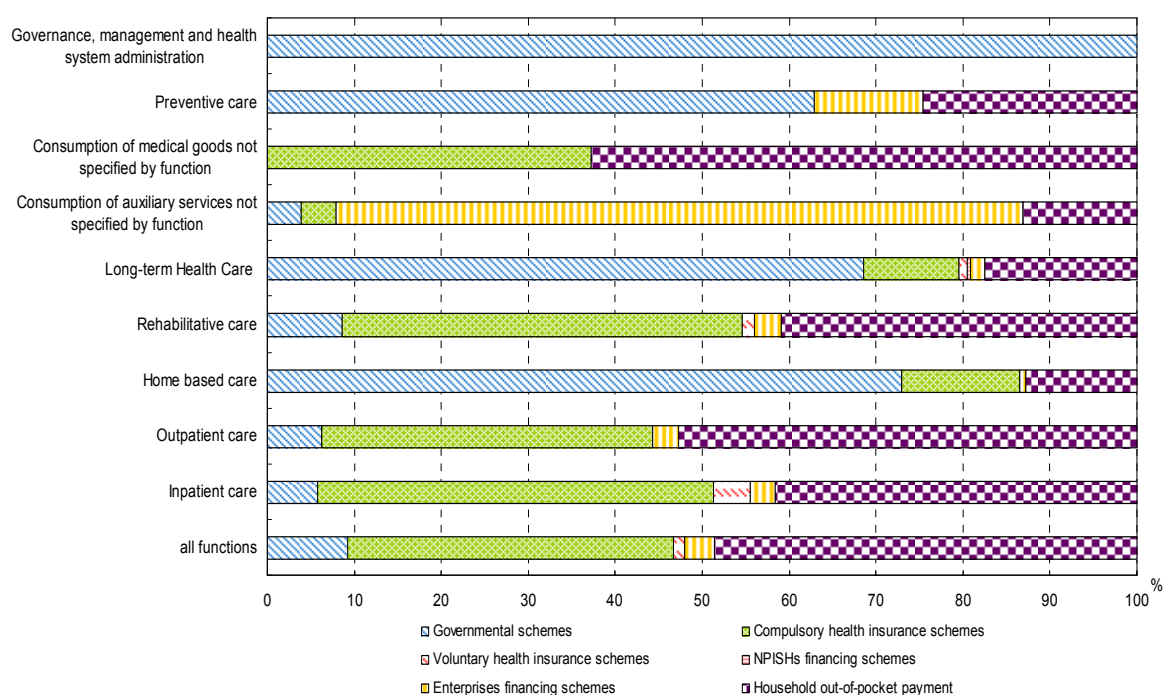 Governance, management and health
system administration
Preventive care
Consumption of medical goods not
specified by function
Consumption of auxiliary services not
specified by function
Long-term Health Care
Rehabilitative care
Home based care
Outpatient care
Inpatient care
all functions
0 10 20 30 40 50 60 70 80 90 100 %
Governmental schemes Compulsory health insurance schemes
Voluntary health insurance schemes NPISHs financing schemes
Enterprises financing schemes Household out-of-pocket payment